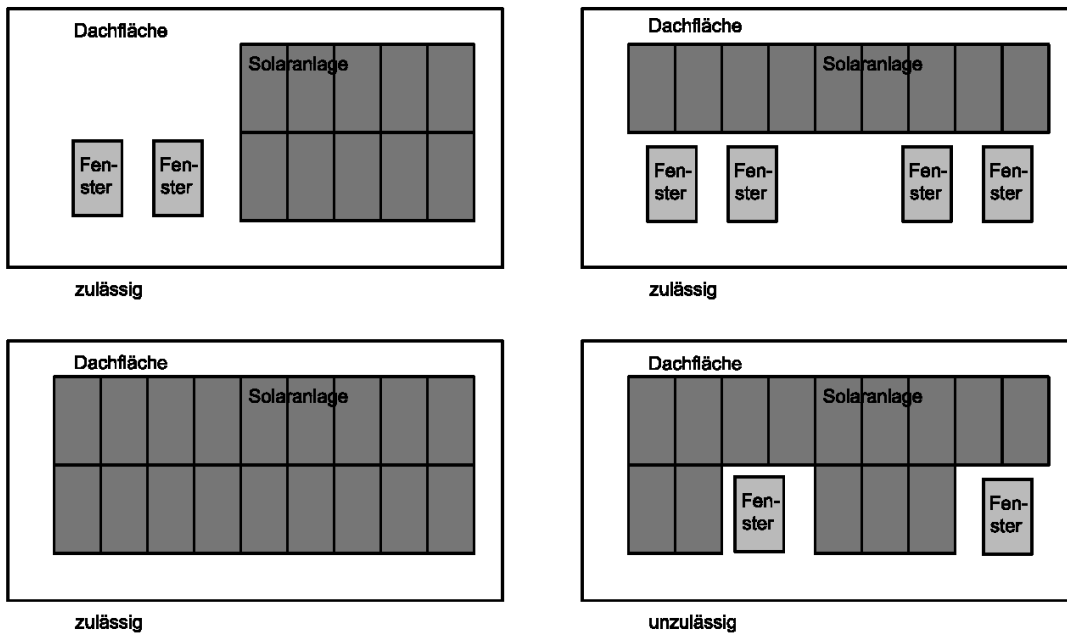 Dachfläche
Solaranlage
Fen-
ster
Fen-
ster
zulässig
Dachfläche
Solaranlage
Fen-
ster
Fen-
ster
Fen-
ster
Fen-
ster
zulässig
Dachfläche
Solaranlage
zulässig
Dachfläche
Solaranlage
Fen-
ster
Fen-
ster
unzulässig